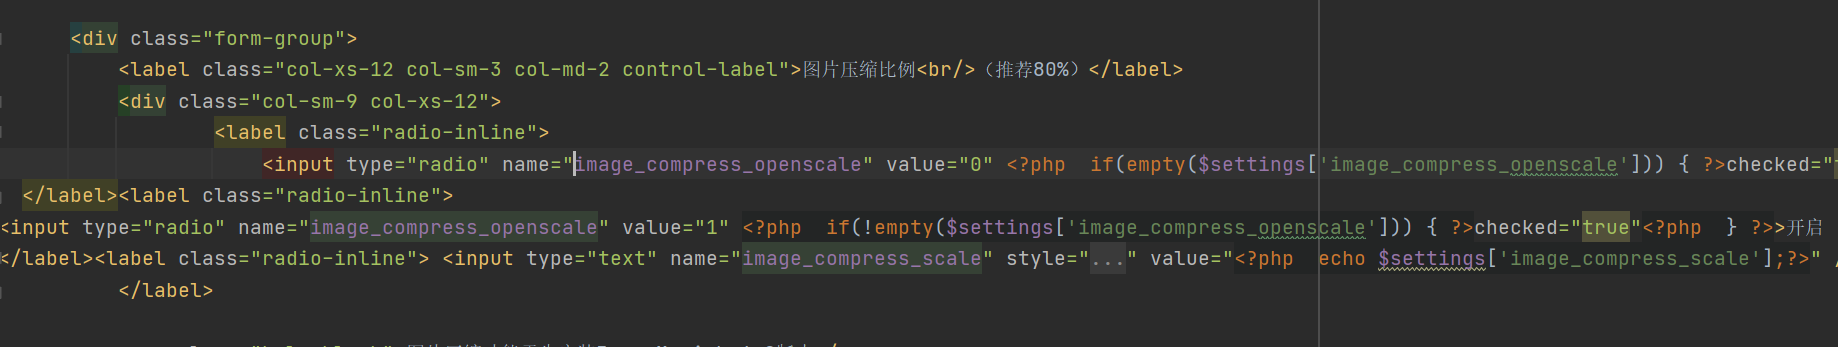 <div class="form-group">
<label class="col-xs-12 col-sm-3 col-md-2 control-label">图片压缩比例<br/>（推荐80%）</label>
<div class="col-sm-9 col-xs-12">
<label class="radio-inline">
<input type="radio" name="image_compress_openscale" value="0" <?php  if(empty($settings['image_compress_openscale'])) { ?>checked="
</label><label class="radio-inline">
<input type="radio" name="image_compress_openscale" value="1" <?php  if(!empty($settings['image_compress_openscale'])) { ?>checked="true"<?php  } ?>>开启
</label><label class="radio-inline"> <input type="text" name="image_compress_scale" style="..." value="<?php  echo $settings['image_compress_scale'];?>" /
</label>